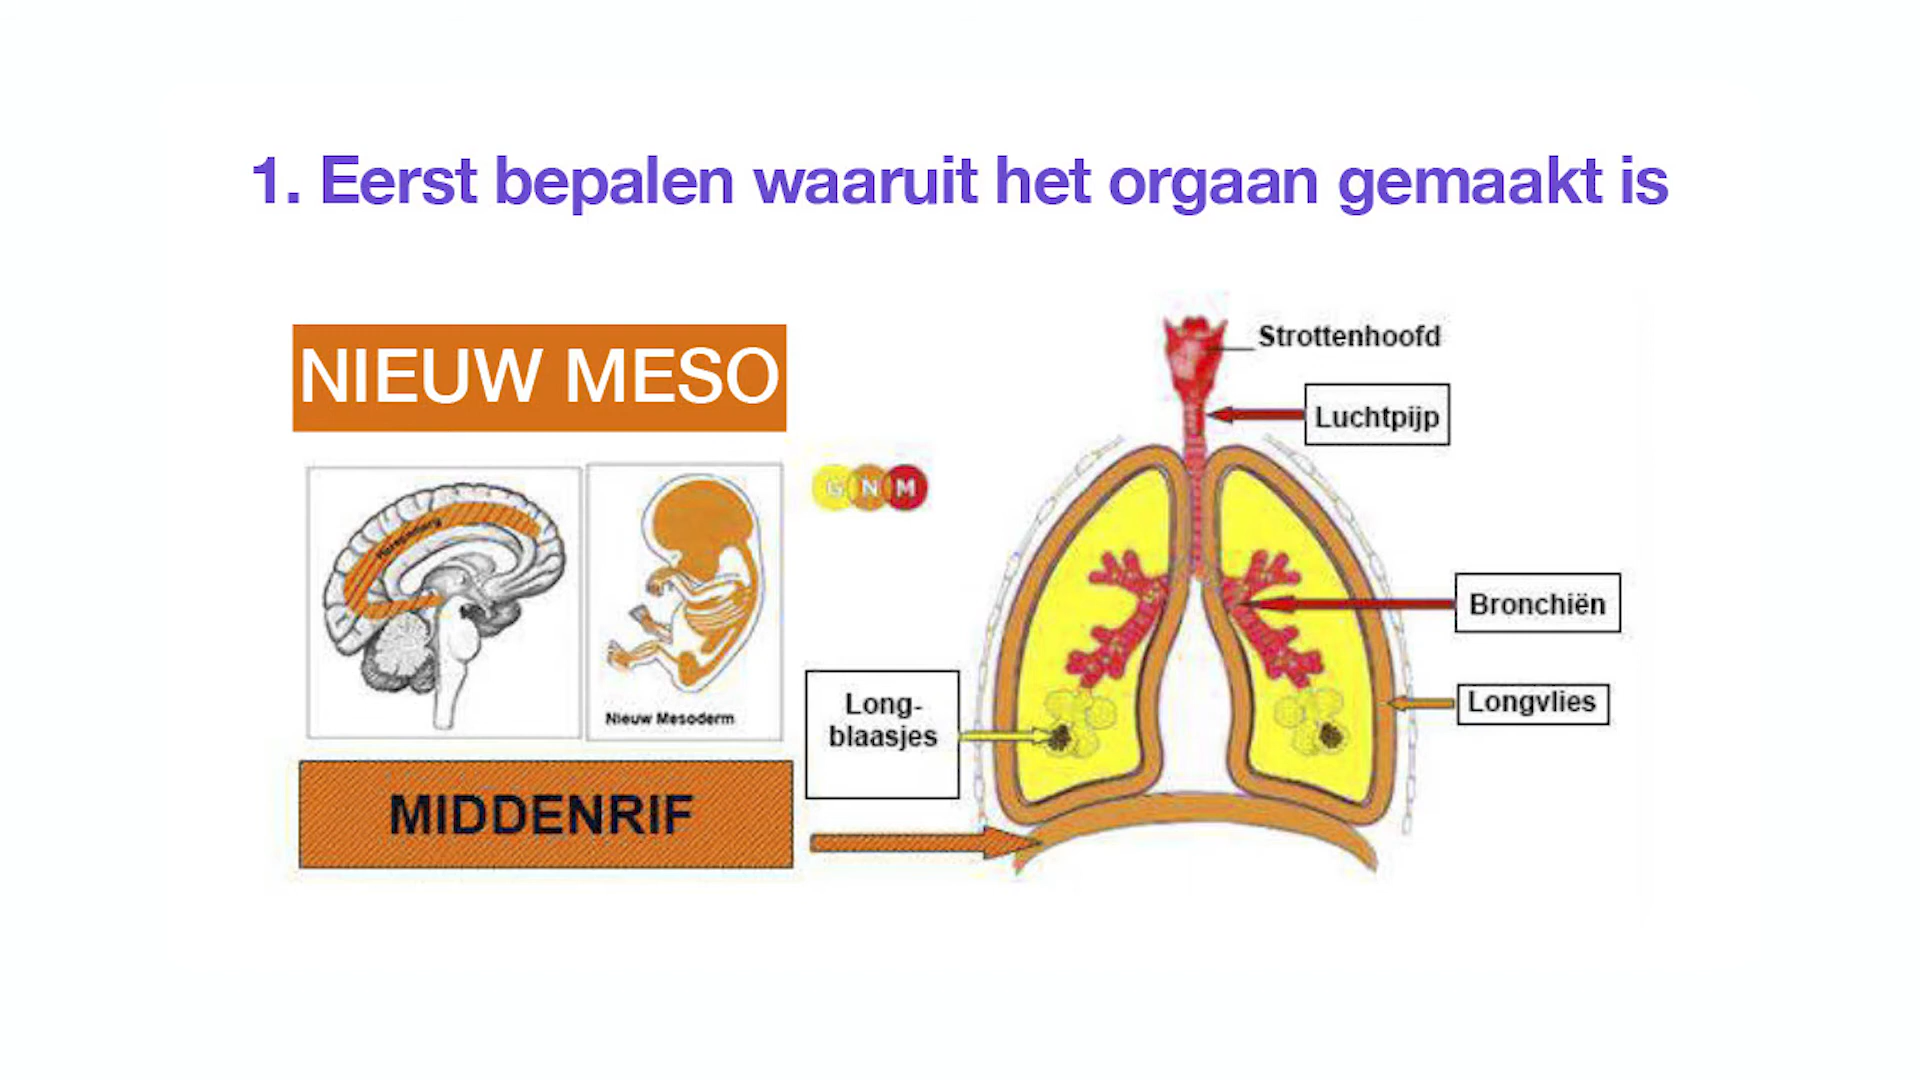 1. Eerst bepalen waaruit het orgaan gemaakt is
NIEUW MESO
Nieuw Mesoderm
MIDDENRIF
GNM
Strottenhoofd
Luchtpijp
Bronchiën
Longvlies
Long-
blaasjes